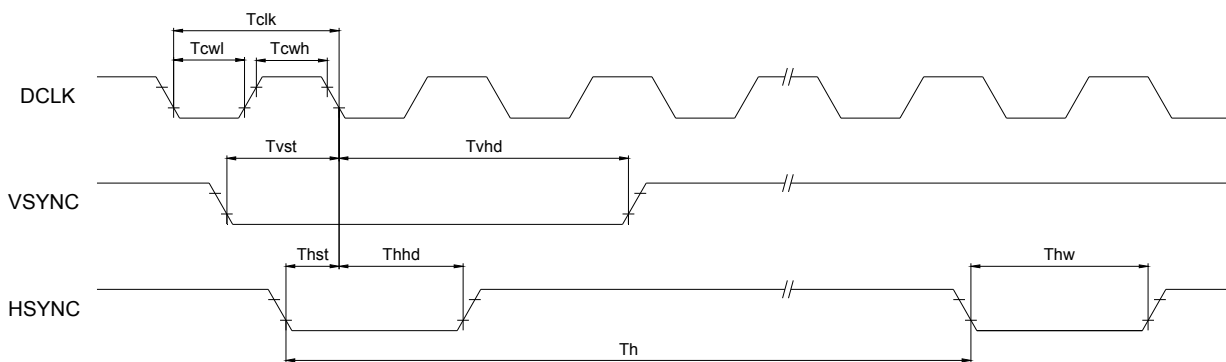 Tclk
Tcwl Tcwh
DCLK
Tvst Tvhd
VSYNC
Thst Thhd Thw
HSYNC
Th